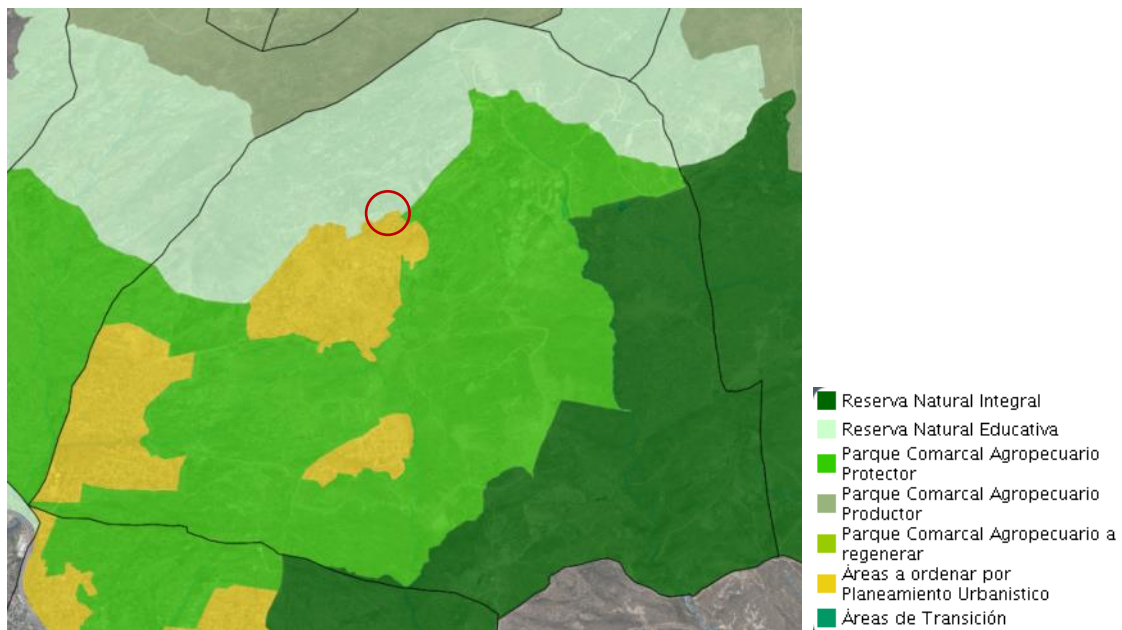 Reserva Natural Integral
Reserva Natural Educativa
Parque Comarcal Agropecuario
Protector
Parque Comarcal Agropecuario
Productor
Parque Comarcal Agropecuario a
regenerar
Áreas a ordenar por
Planeamiento Urbanistico
Áreas de Transición